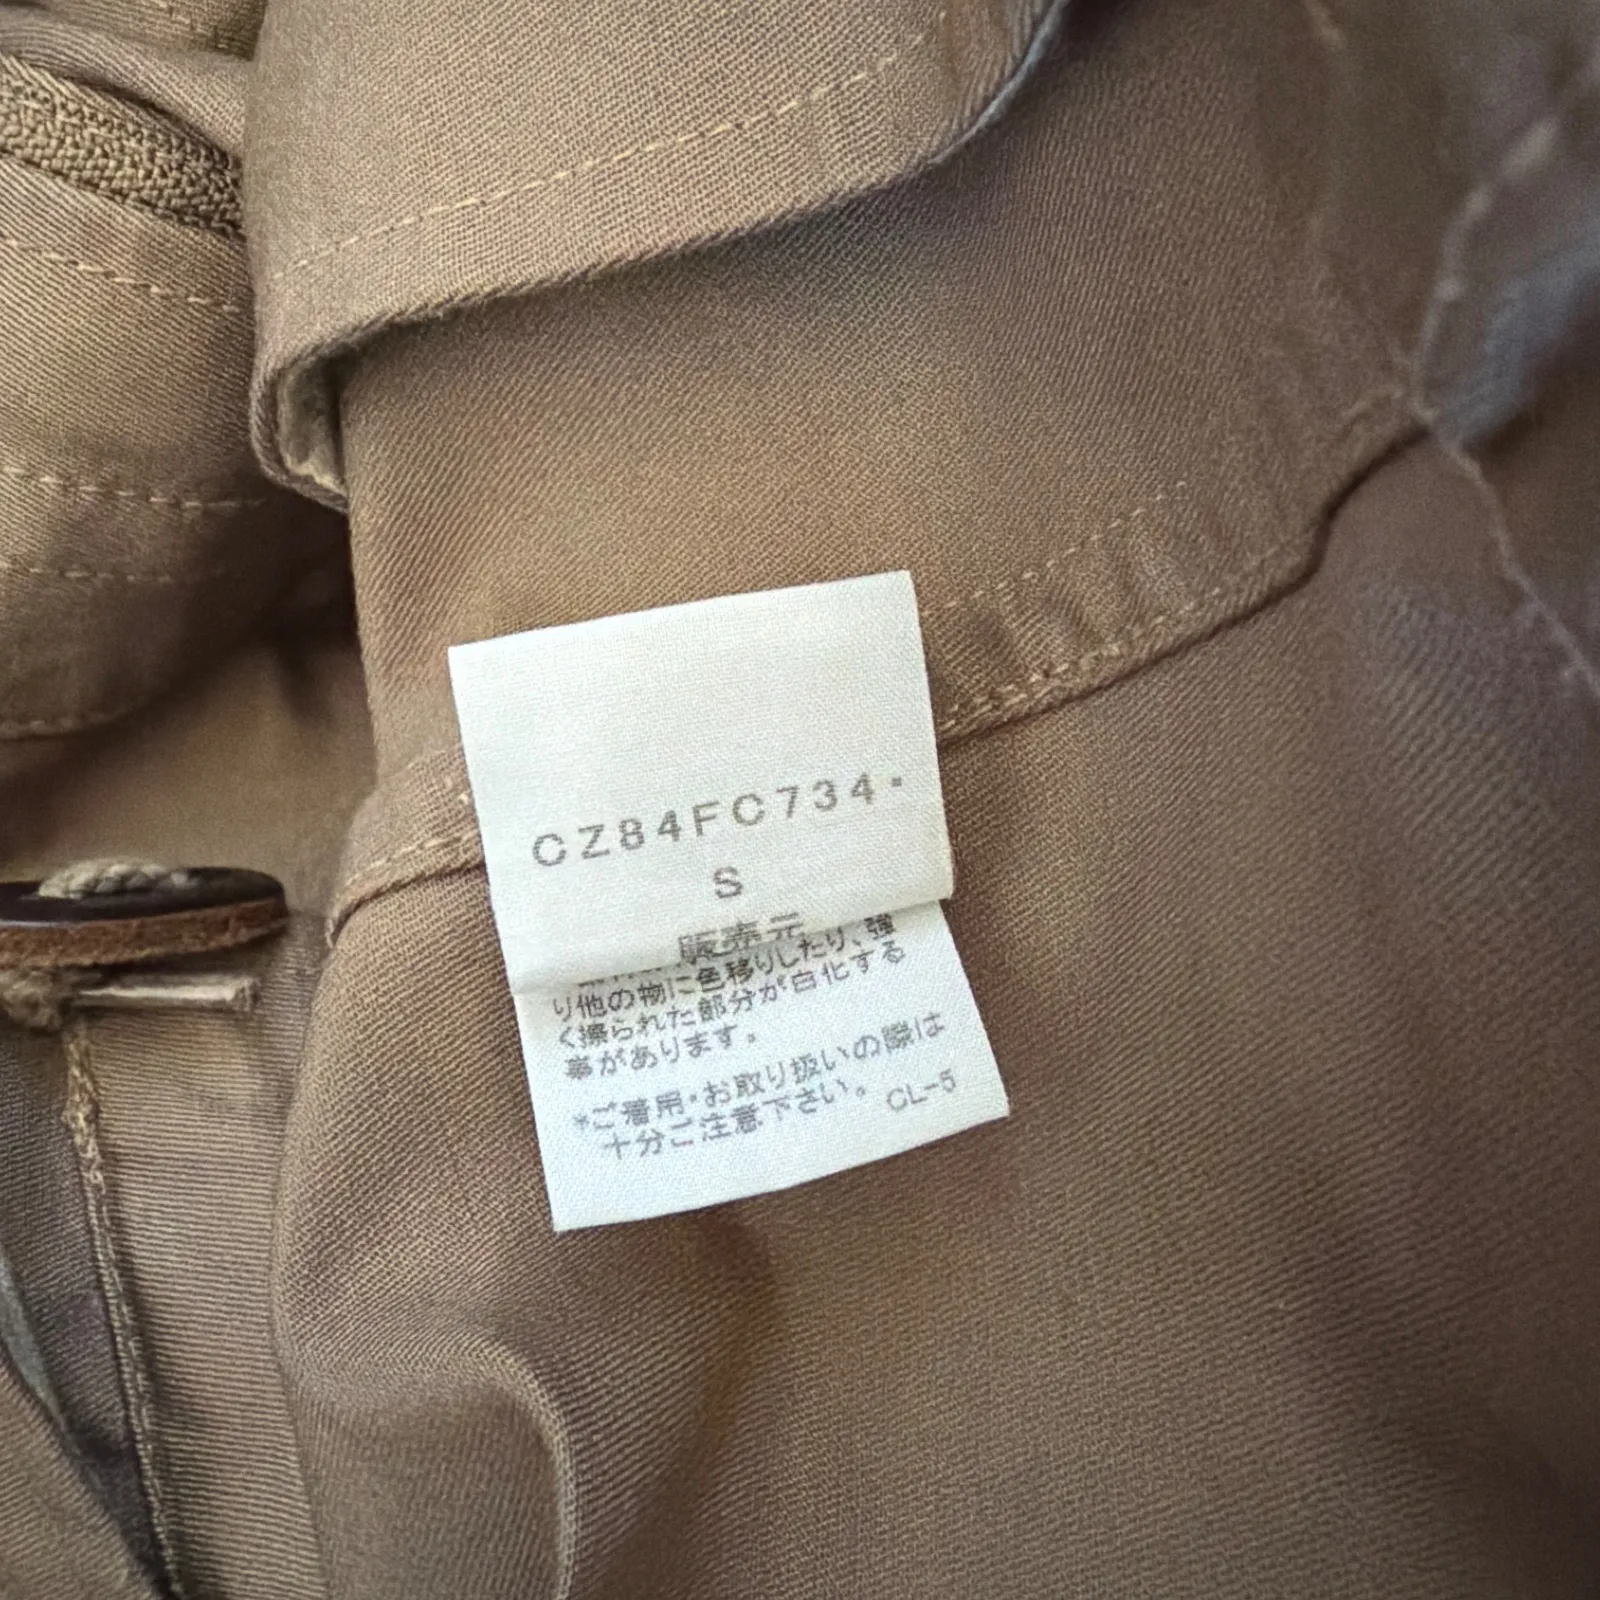 CZ84FC734・
S
販売元
り他の物に色移りしたり、強
く擦られた部分が白化する
事があります。
*ご着用・お取り扱いの際は
十分ご注意下さい。 CL-5